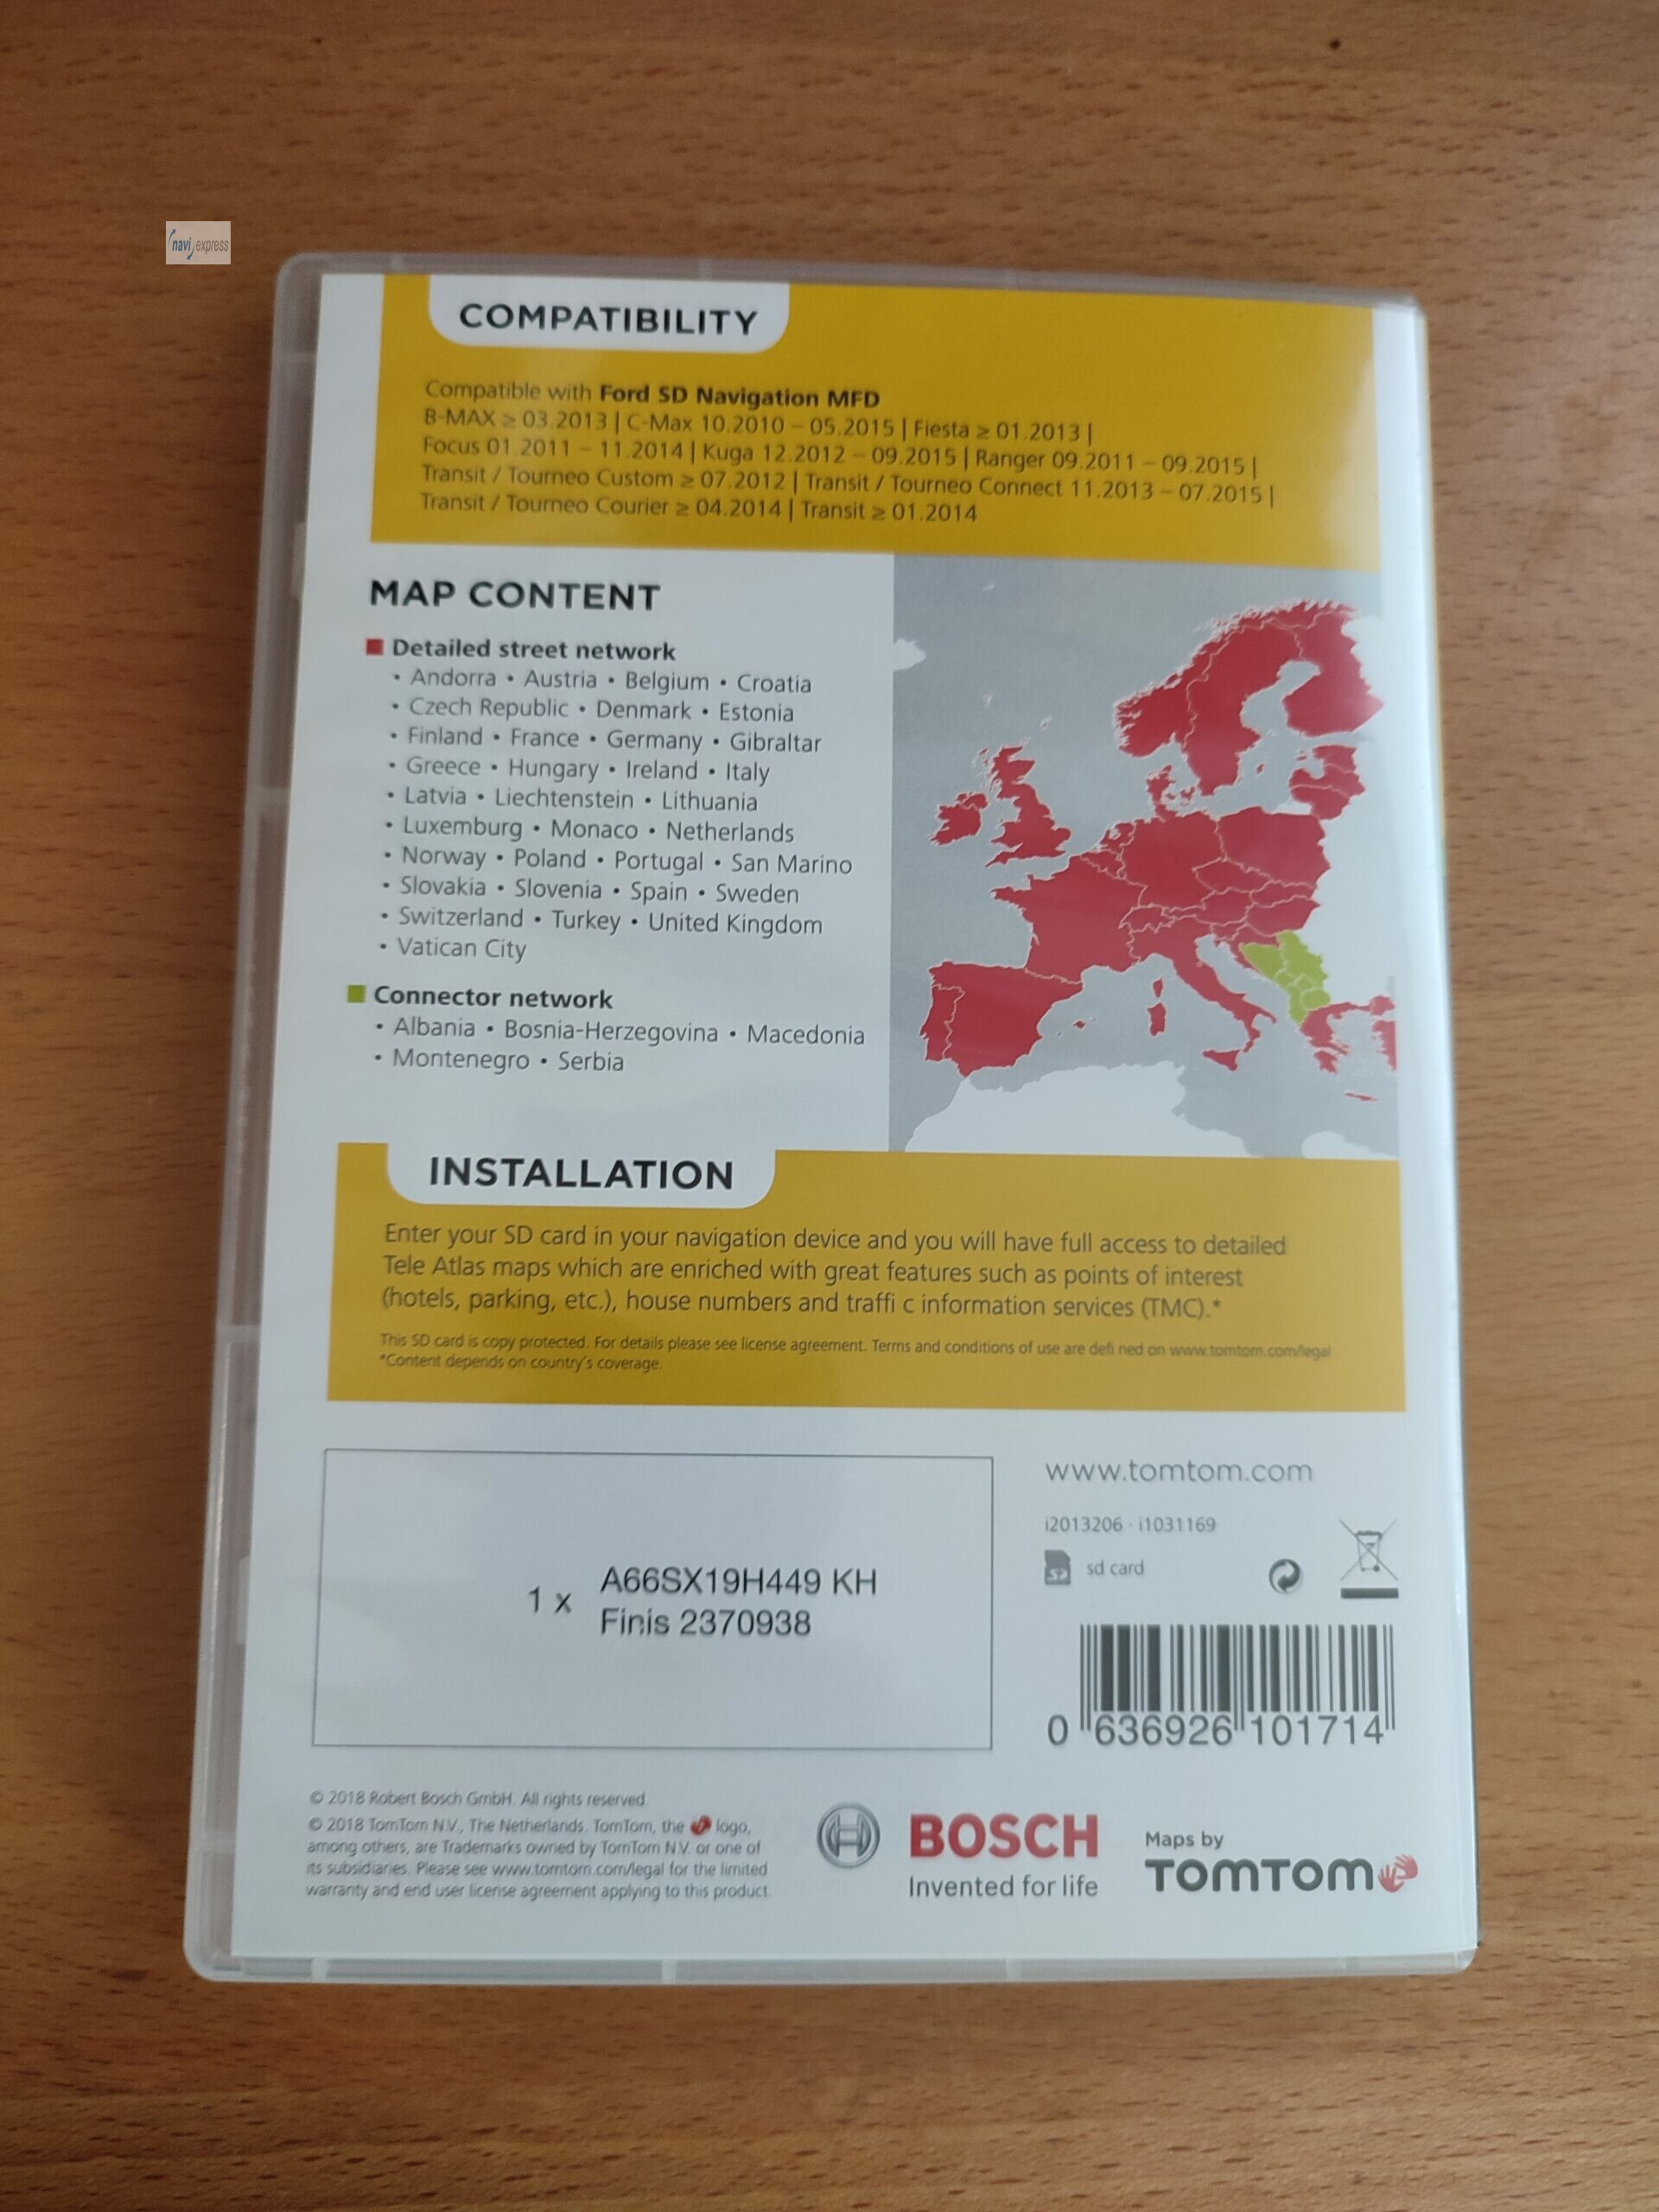 navi express
COMPATIBILITY
Compatible with Ford SD Navigation MFD
B-MAX ≥ 03.2013 | C-Max 10.2010 – 05.2015 | Fiesta ≥ 01.2013 |
Focus 01.2011 – 11.2014 | Kuga 12.2012 – 09.2015 | Ranger 09.2011 – 09.2015 |
Transit / Tourneo Custom ≥ 07.2012 | Transit / Tourneo Connect 11.2013 – 07.2015 |
Transit / Tourneo Courier ≥ 04.2014 | Transit ≥ 01.2014
MAP CONTENT
Detailed street network
• Andorra • Austria • Belgium • Croatia
• Czech Republic • Denmark • Estonia
• Finland • France • Germany • Gibraltar
• Greece • Hungary • Ireland • Italy
• Latvia • Liechtenstein • Lithuania
• Luxemburg • Monaco • Netherlands
• Norway • Poland • Portugal • San Marino
• Slovakia • Slovenia • Spain • Sweden
• Switzerland • Turkey • United Kingdom
• Vatican City
Connector network
• Albania • Bosnia-Herzegovina • Macedonia
• Montenegro • Serbia
INSTALLATION
Enter your SD card in your navigation device and you will have full access to detailed
Tele Atlas maps which are enriched with great features such as points of interest
(hotels, parking, etc.), house numbers and traffi c information services (TMC).*
This SD card is copy protected. For details please see license agreement. Terms and conditions of use are defi ned on www.tomtom.com/legal
*Content depends on country's coverage.
1 x
A66SX19H449 KH
Finis 2370938
www.tomtom.com
i2013206 · i1031169
SD
sd card
0 636926 101714
© 2018 Robert Bosch GmbH. All rights reserved.
© 2018 TomTom N.V., The Netherlands. TomTom, the logo,
among others, are Trademarks owned by TomTom N.V. or one of
its subsidiaries. Please see www.tomtom.com/legal for the limited
warranty and end user license agreement applying to this product.
BOSCH
Invented for life
Maps by
TOMTOM